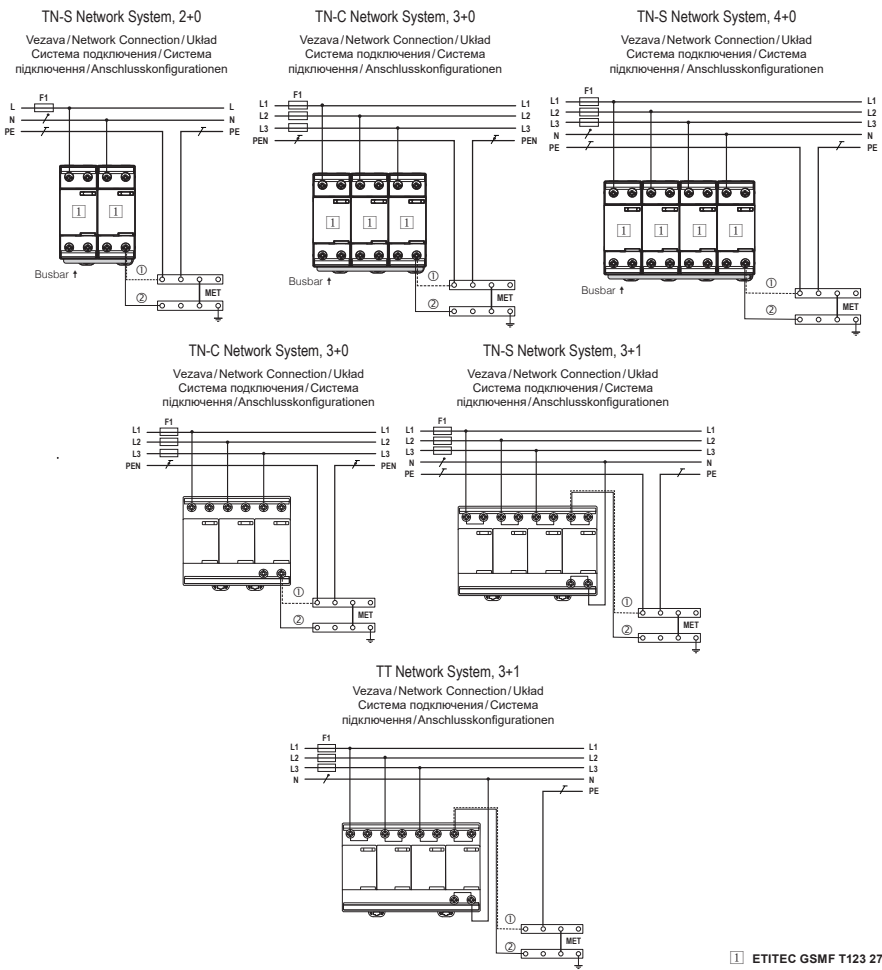 TN-S Network System, 2+0
Vezava/Network Connection/Układ
Система подключения/Система
підключення/Anschlusskonfigurationen
F1
L L
N N
PE PE
1 1
Busbar ↑
①
②
MET
TN-C Network System, 3+0
Vezava/Network Connection/Układ
Система подключения/Система
підключення/Anschlusskonfigurationen
F1
L1 L1
L2 L2
L3 L3
PEN PEN
1 1 1
Busbar ↑
①
②
MET
TN-S Network System, 4+0
Vezava/Network Connection/Układ
Система подключения/Система
підключення/Anschlusskonfigurationen
F1
L1 L1
L2 L2
L3 L3
N N
PE PE
1 1 1 1
Busbar ↑
①
②
MET
TN-C Network System, 3+0
Vezava/Network Connection/Układ
Система подключения/Система
підключення/Anschlusskonfigurationen
F1
L1 L1
L2 L2
L3 L3
PEN PEN
①
②
MET
TN-S Network System, 3+1
Vezava/Network Connection/Układ
Система подключения/Система
підключення/Anschlusskonfigurationen
F1
L1 L1
L2 L2
L3 L3
N N
PE PE
①
②
MET
TT Network System, 3+1
Vezava/Network Connection/Układ
Система подключения/Система
підключення/Anschlusskonfigurationen
F1
L1 L1
L2 L2
L3 L3
N N
PE
①
②
MET
1 ETITEC GSMF T123 27